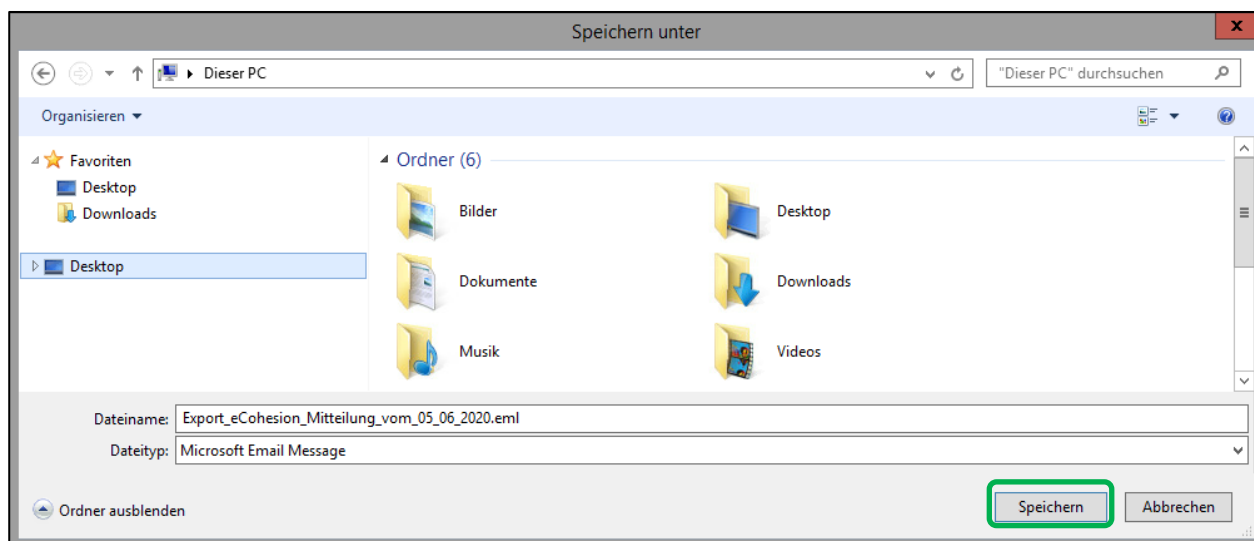 Speichern unter
x
Dieser PC
"Dieser PC" durchsuchen
Organisieren
?
Favoriten
Desktop
Downloads
Desktop
Ordner (6)
Bilder
Desktop
Dokumente
Downloads
Musik
Videos
Dateiname: Export_eCohesion_Mitteilung_vom_05_06_2020.eml
Dateityp: Microsoft Email Message
Ordner ausblenden
Speichern
Abbrechen